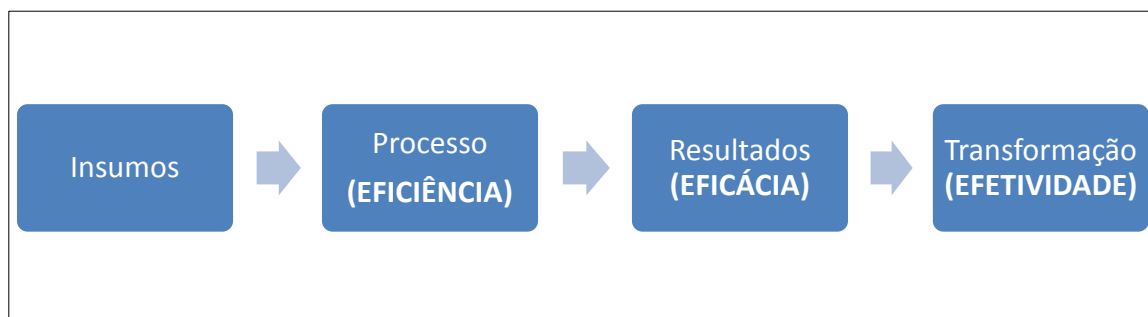 Insumos
Processo
(EFICIÊNCIA)
Resultados
(EFICÁCIA)
Transformação
(EFETIVIDADE)